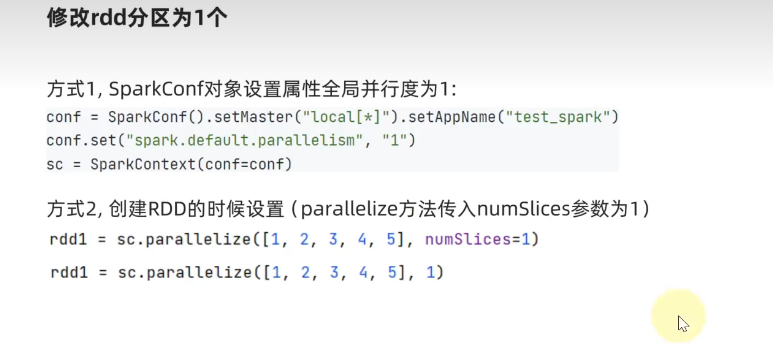 修改rdd分区为1个
方式1, SparkConf对象设置属性全局并行度为1:
conf = SparkConf().setMaster("local[*]").setAppName("test_spark")
conf.set("spark.default.parallelism", "1")
sc = SparkContext(conf=conf)
方式2, 创建RDD的时候设置 ( parallelize方法传入numSlices参数为1 )
rdd1 = sc.parallelize([1, 2, 3, 4, 5], numSlices=1)
rdd1 = sc.parallelize([1, 2, 3, 4, 5], 1)